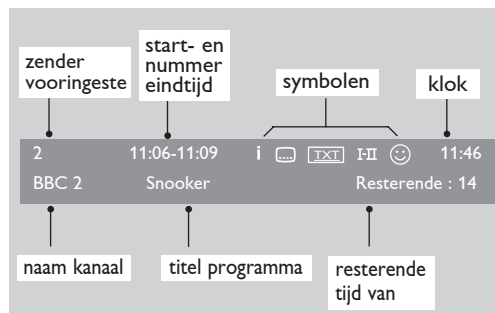 zender
vooringeste
start- en
nummer
eindtijd
symbolen
klok
2 11:06-11:09 i .... TXT I-II 11:46
BBC 2 Snooker Resterende : 14
naam kanaal
titel programma
resterende
tijd van